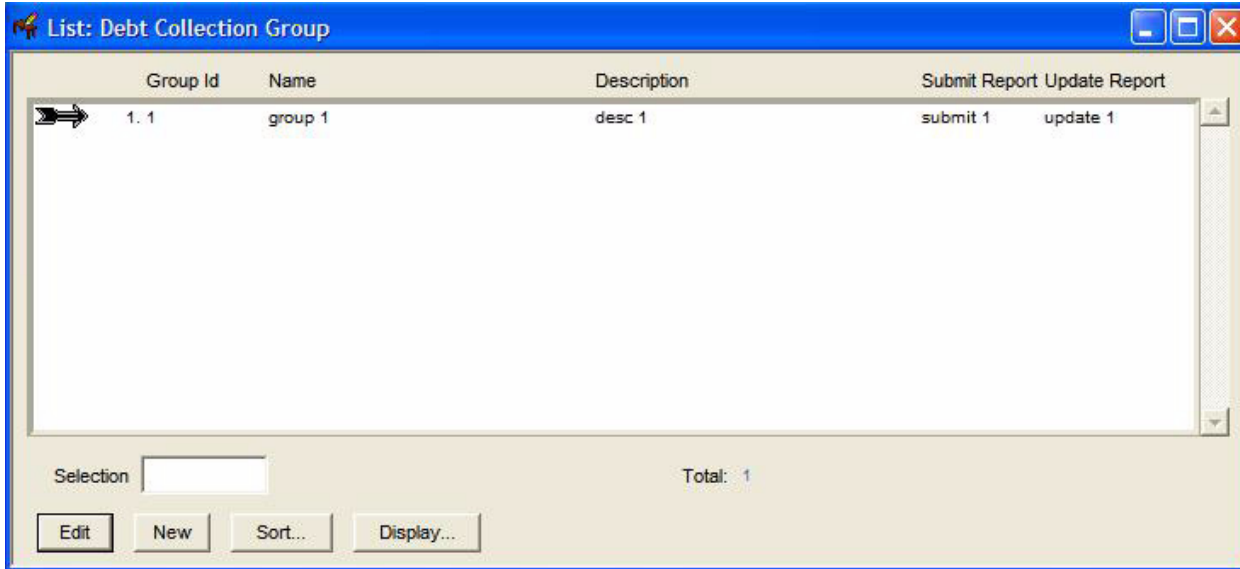 List: Debt Collection Group
Group Id Name Description Submit Report Update Report
1. 1 group 1 desc 1 submit 1 update 1
Selection Total: 1
Edit New Sort... Display...